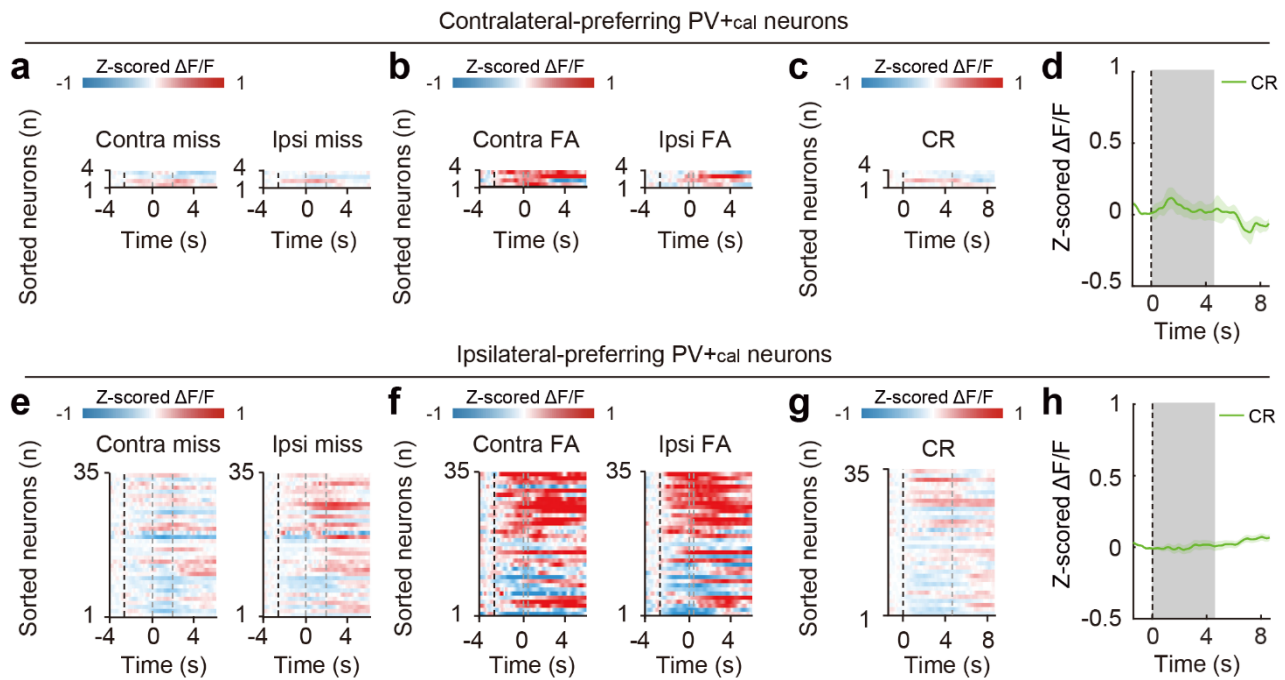 Contralateral-preferring PV+cal neurons
a
Z-scored ΔF/F
-1 1
Sorted neurons (n)
Contra miss
Ipsi miss
4
1
4
1
-4 0 4
-4 0 4
Time (s)
Time (s)
b
Z-scored ΔF/F
-1 1
Sorted neurons (n)
Contra FA
Ipsi FA
4
1
4
1
-4 0 4
-4 0 4
Time (s)
Time (s)
c
Z-scored ΔF/F
-1 1
Sorted neurons (n)
CR
4
1
0 4 8
Time (s)
d
Z-scored ΔF/F
1
0.5
0
-0.5
CR
0 4 8
Time (s)
Ipsilateral-preferring PV+cal neurons
e
Z-scored ΔF/F
-1 1
Sorted neurons (n)
Contra miss
Ipsi miss
35
1
35
1
-4 0 4
-4 0 4
Time (s)
Time (s)
f
Z-scored ΔF/F
-1 1
Sorted neurons (n)
Contra FA
Ipsi FA
35
1
35
1
-4 0 4
-4 0 4
Time (s)
Time (s)
g
Z-scored ΔF/F
-1 1
Sorted neurons (n)
CR
35
1
0 4 8
Time (s)
h
Z-scored ΔF/F
1
0.5
0
-0.5
CR
0 4 8
Time (s)